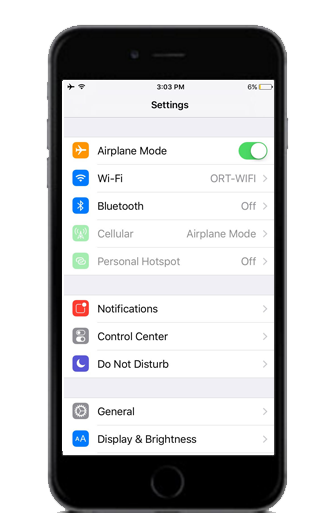 3:03 PM 6%
Settings
Airplane Mode
Wi-Fi ORT-WIFI
Bluetooth Off
Cellular Airplane Mode
Personal Hotspot Off
Notifications
Control Center
Do Not Disturb
General
AA Display & Brightness